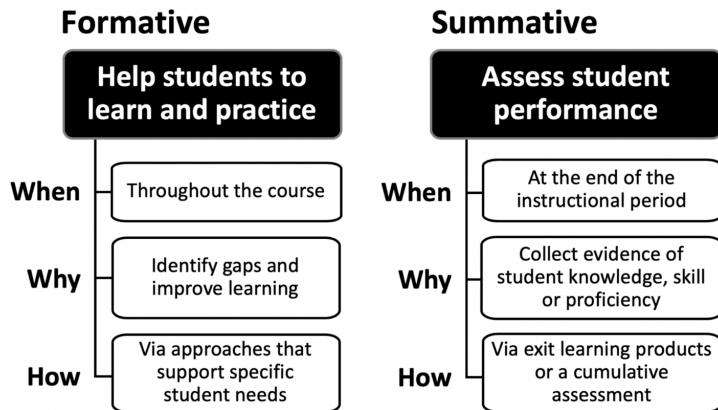 Formative
Help students to
learn and practice
When
Throughout the course
Why
Identify gaps and
improve learning
How
Via approaches that
support specific
student needs
Summative
Assess student
performance
When
At the end of the
instructional period
Why
Collect evidence of
student knowledge, skill
or proficiency
How
Via exit learning products
or a cumulative
assessment